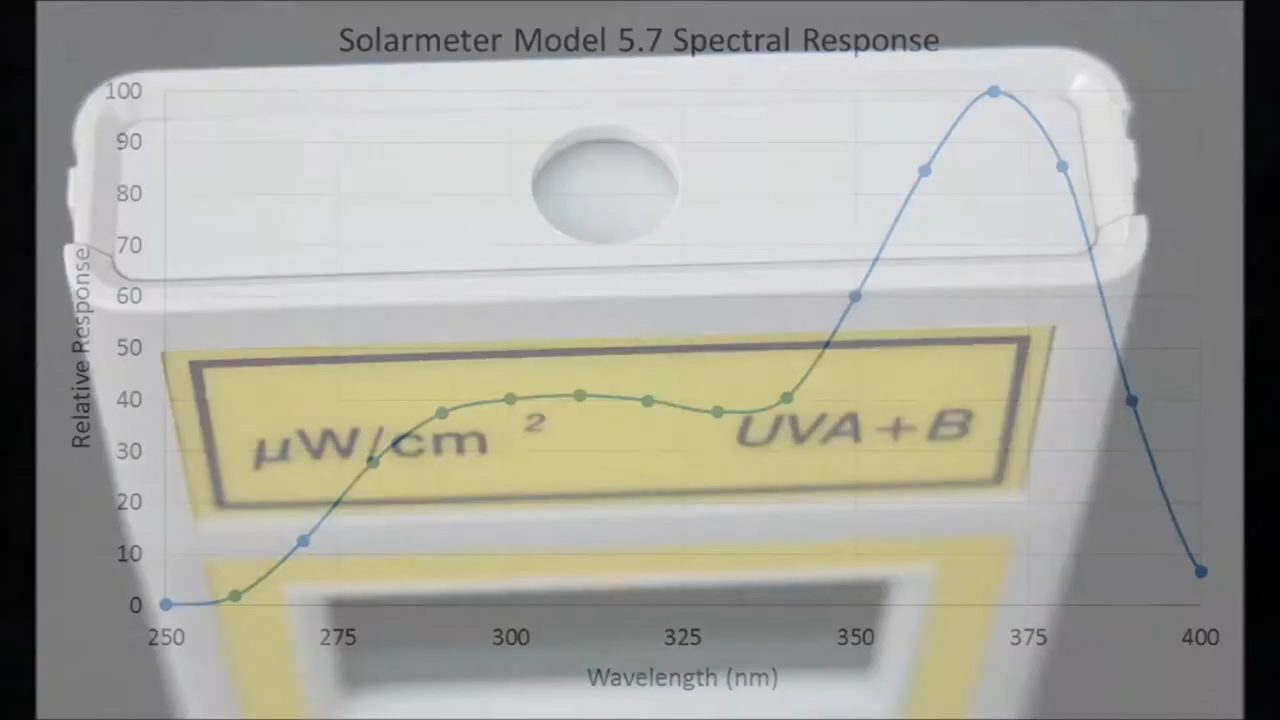 Solarmeter Model 5.7 Spectral Response
100
90
80
70
60
50
40
30
20
10
0
Relative Response
µW/cm ² UVA+B
250 275 300 325 350 375 400
Wavelength (nm)